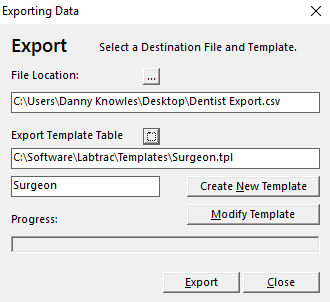 Exporting Data
Export
Select a Destination File and Template.
File Location:
...
C:\Users\Danny Knowles\Desktop\Dentist Export.csv
Export Template Table
C:\Software\Labtrac\Templates\Surgeon.tpl
Surgeon
Create New Template
Modify Template
Progress:
Export
Close